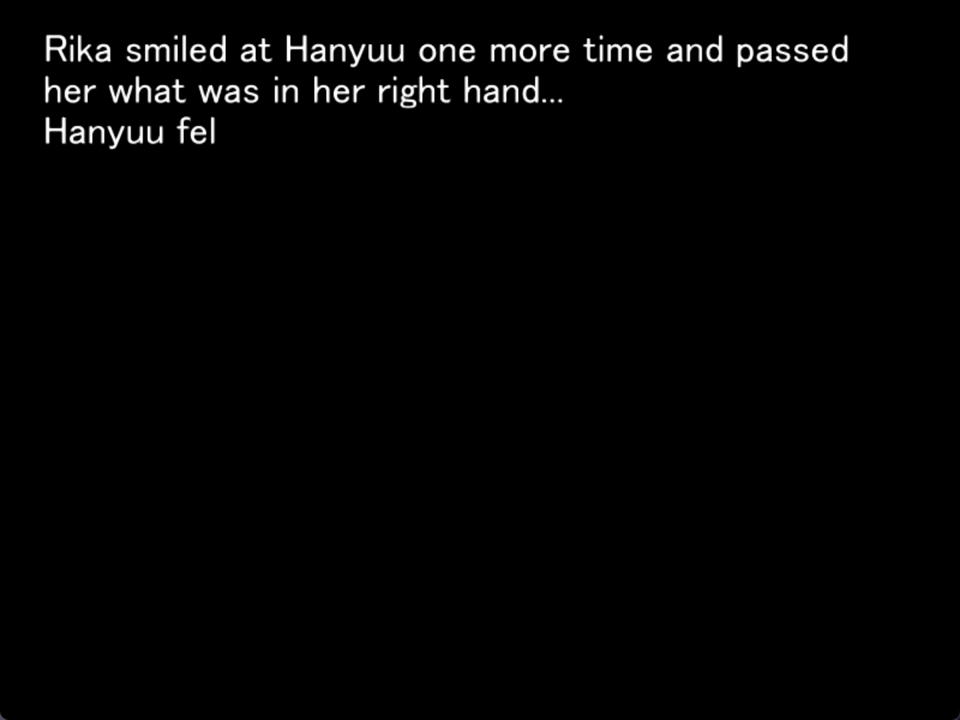 Rika smiled at Hanyuu one more time and passed
her what was in her right hand...
Hanyuu fel